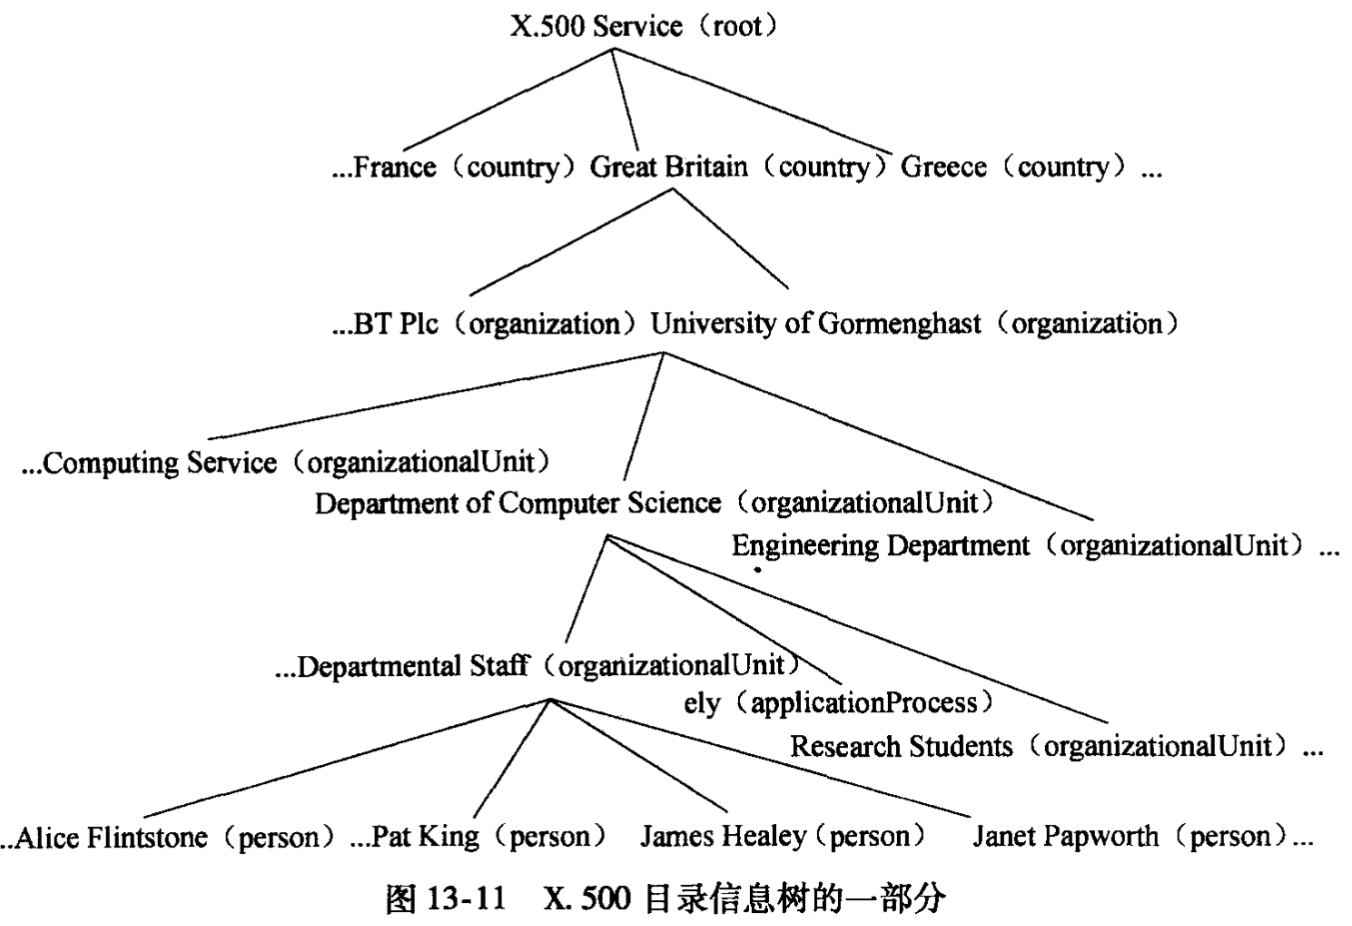 X.500 Service（root）
...France（country）Great Britain（country）Greece（country）...
...BT Plc（organization）University of Gormenghast（organization）
...Computing Service（organizationalUnit）
Department of Computer Science（organizationalUnit）
Engineering Department（organizationalUnit）...
...Departmental Staff（organizationalUnit）
ely（applicationProcess）
Research Students（organizationalUnit）...
..Alice Flintstone（person）...Pat King（person） James Healey（person） Janet Papworth（person）...
图 13-11 X. 500 目录信息树的一部分